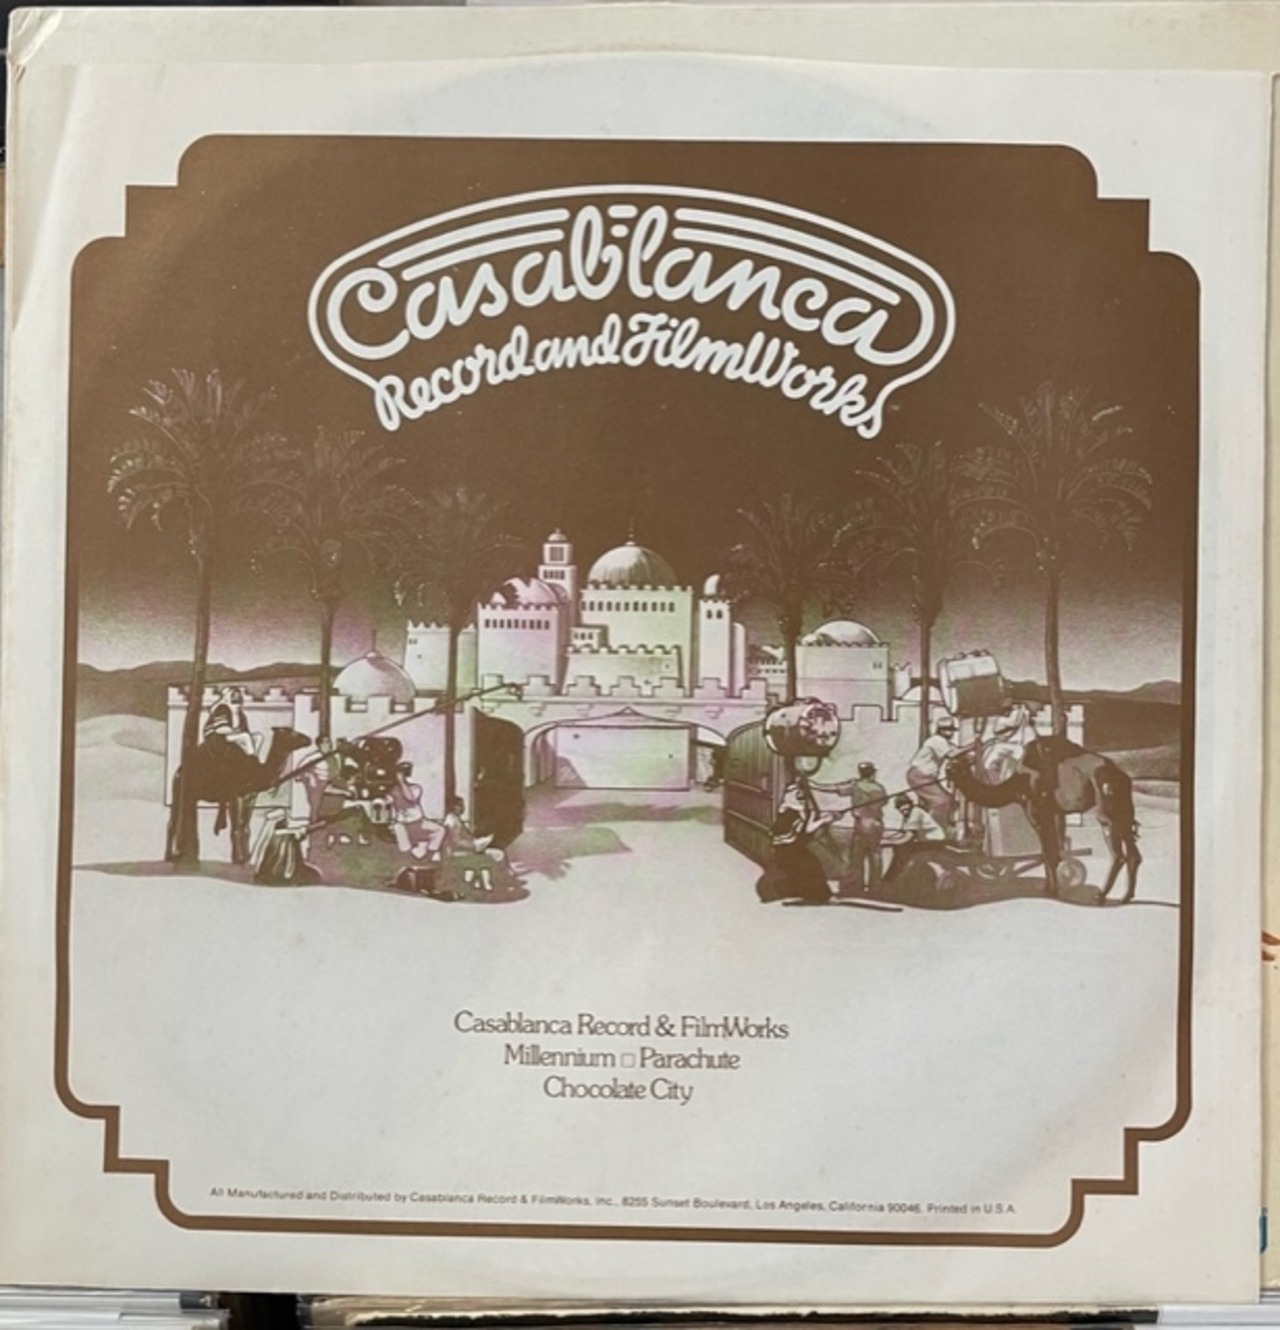 Casablanca
Record and FilmWorks
Casablanca Record & FilmWorks
Millennium □ Parachute
Chocolate City
All Manufactured and Distributed by Casablanca Record & FilmWorks, Inc., 8255 Sunset Boulevard, Los Angeles, California 90046. Printed in U.S.A.